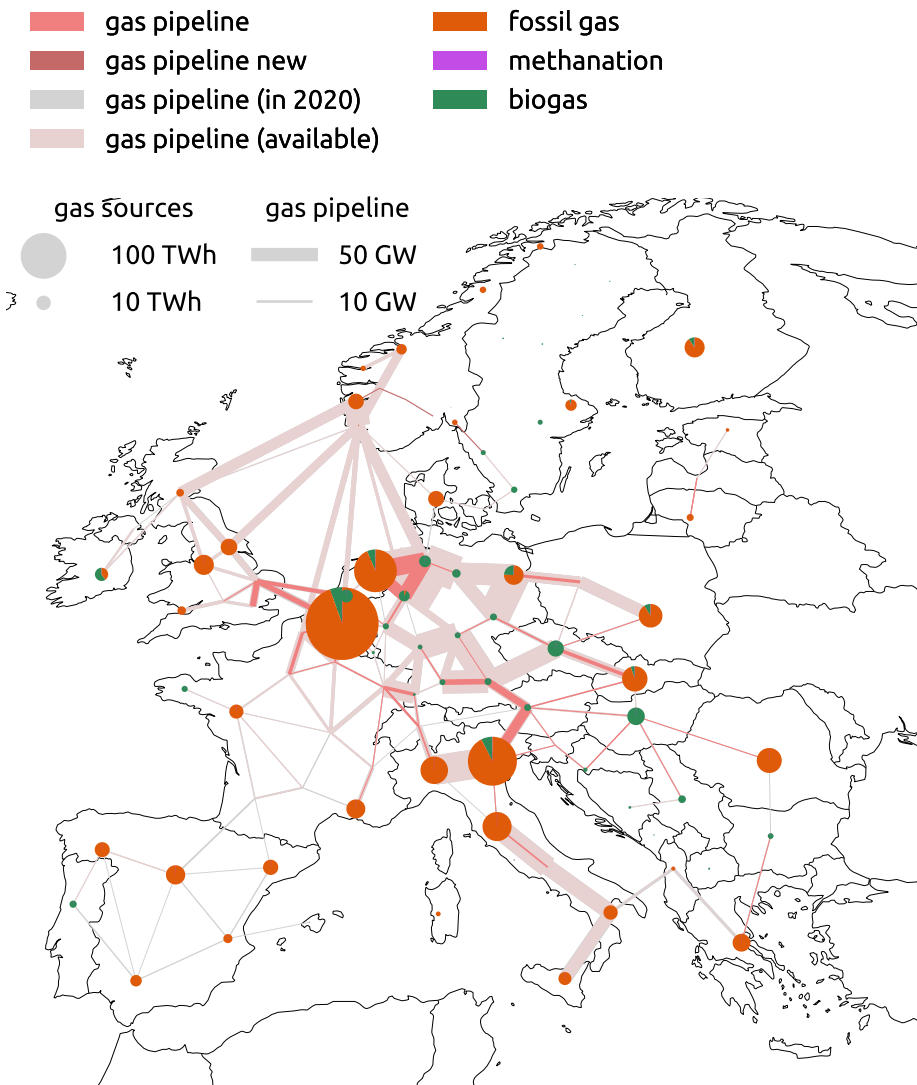 gas pipeline
gas pipeline new
gas pipeline (in 2020)
gas pipeline (available)
fossil gas
methanation
biogas
gas sources
100 TWh
10 TWh
gas pipeline
50 GW
10 GW